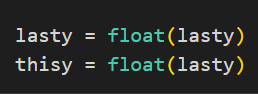 lasty = float(lasty)
thisy = float(lasty)